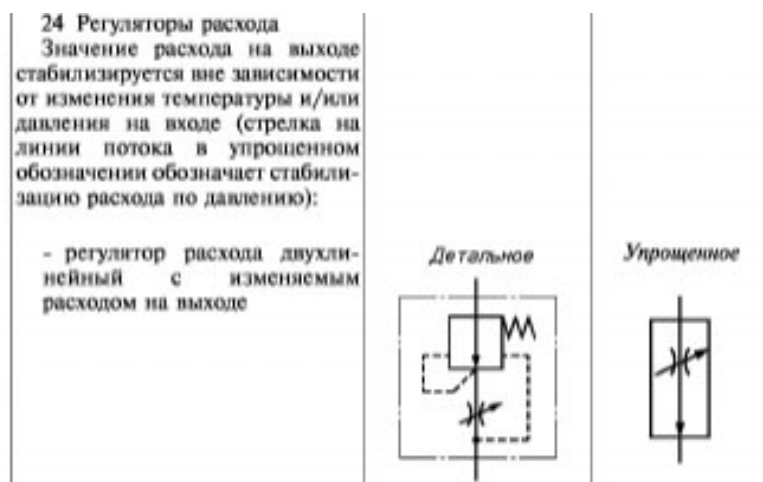 24 Регуляторы расхода
Значение расхода на выходе
стабилизируется вне зависимости
от изменения температуры и/или
давления на входе (стрелка на
линии потока в упрощенном
обозначении обозначает стабили-
зацию расхода по давлению):
- регулятор расхода двухли-
нейный с изменяемым
расходом на выходе
Детальное
Упрощенное